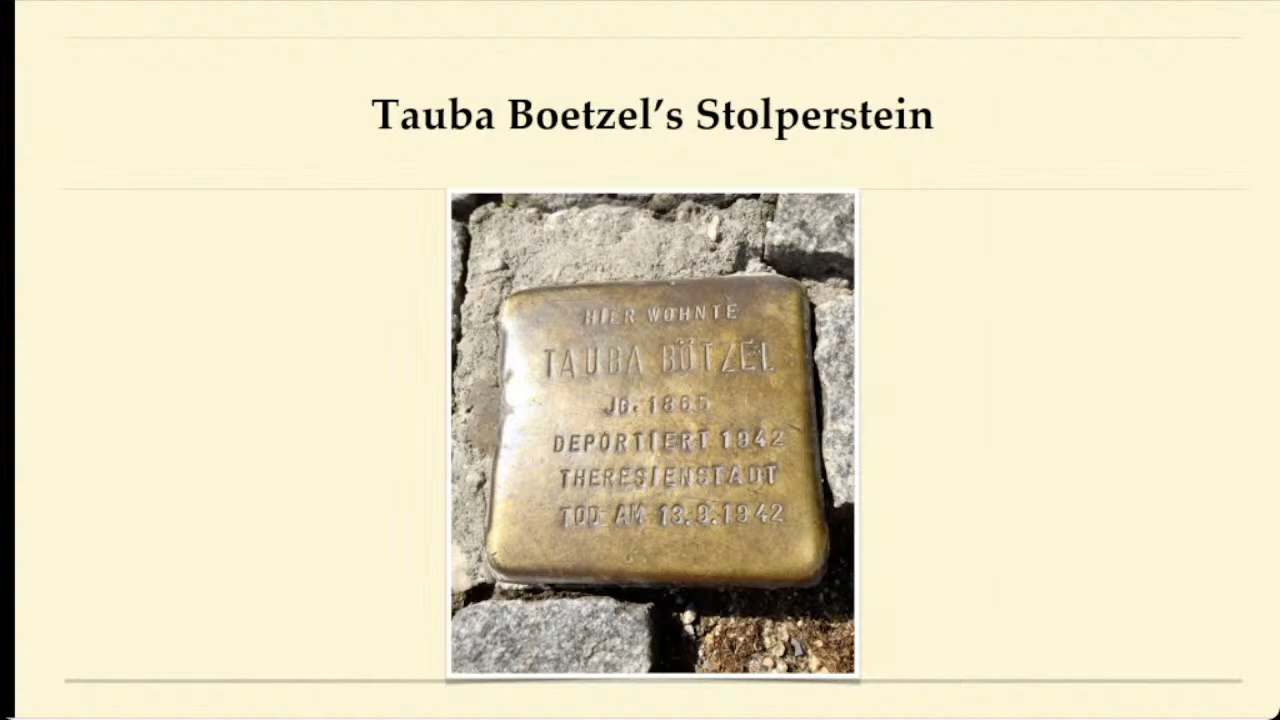 Tauba Boetzel’s Stolperstein
HIER WOHNTE
TAUBA BÖTZEL
JG. 1865
DEPORTIERT 1942
THERESIENSTADT
TOD AM 13.9.1942